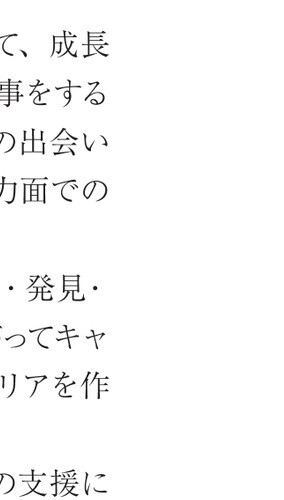 て、成長
事をする
の出会い
力面での
・発見・
ってキャ
リアを作
の支援に